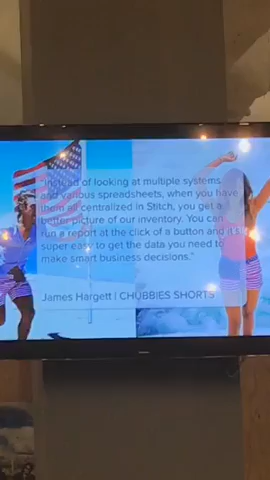 "Instead of looking at multiple systems
and various spreadsheets, when you have
them all centralized in Stitch, you get a
better picture of our inventory. You can
run a report at the click of a button and it's
super easy to get the data you need to
make smart business decisions."
James Hargett | CHUBBIES SHORTS